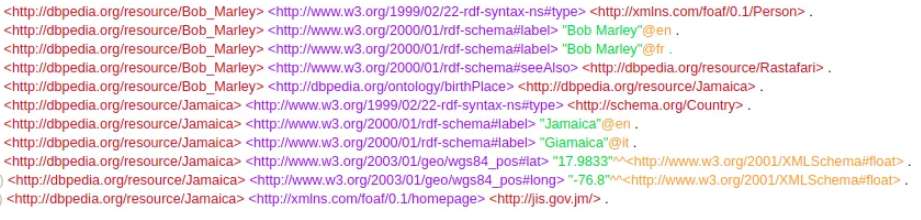 <http://dbpedia.org/resource/Bob_Marley> <http://www.w3.org/1999/02/22-rdf-syntax-ns#type> <http://xmlns.com/foaf/0.1/Person> .
<http://dbpedia.org/resource/Bob_Marley> <http://www.w3.org/2000/01/rdf-schema#label> "Bob Marley"@en .
<http://dbpedia.org/resource/Bob_Marley> <http://www.w3.org/2000/01/rdf-schema#label> "Bob Marley"@fr .
<http://dbpedia.org/resource/Bob_Marley> <http://www.w3.org/2000/01/rdf-schema#seeAlso> <http://dbpedia.org/resource/Rastafari> .
<http://dbpedia.org/resource/Bob_Marley> <http://dbpedia.org/ontology/birthPlace> <http://dbpedia.org/resource/Jamaica> .
<http://dbpedia.org/resource/Jamaica> <http://www.w3.org/1999/02/22-rdf-syntax-ns#type> <http://schema.org/Country> .
<http://dbpedia.org/resource/Jamaica> <http://www.w3.org/2000/01/rdf-schema#label> "Jamaica"@en .
<http://dbpedia.org/resource/Jamaica> <http://www.w3.org/2000/01/rdf-schema#label> "Giamaica"@it .
<http://dbpedia.org/resource/Jamaica> <http://www.w3.org/2003/01/geo/wgs84_pos#lat> "17.9833"^^<http://www.w3.org/2001/XMLSchema#float> .
) <http://dbpedia.org/resource/Jamaica> <http://www.w3.org/2003/01/geo/wgs84_pos#long> "-76.8"^^<http://www.w3.org/2001/XMLSchema#float> .
<http://dbpedia.org/resource/Jamaica> <http://xmlns.com/foaf/0.1/homepage> <http://jis.gov.jm/> .